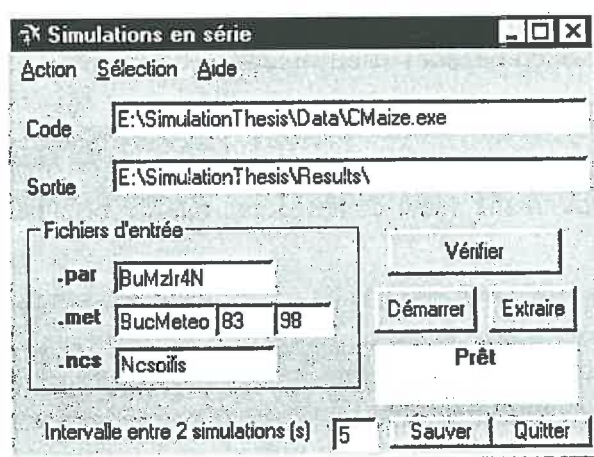 Simulations en série
Action Sélection Aide
Code E:\SimulationThesis\Data\CMaize.exe
Sortie E:\SimulationThesis\Results\
Fichiers d'entrée
.par BuMzIr4N
.met BucMeteo 83 98
.ncs Ncsoilis
Vérifier
Démarrer Extraire
Prêt
Intervalle entre 2 simulations (s) 5 Sauver Quitter